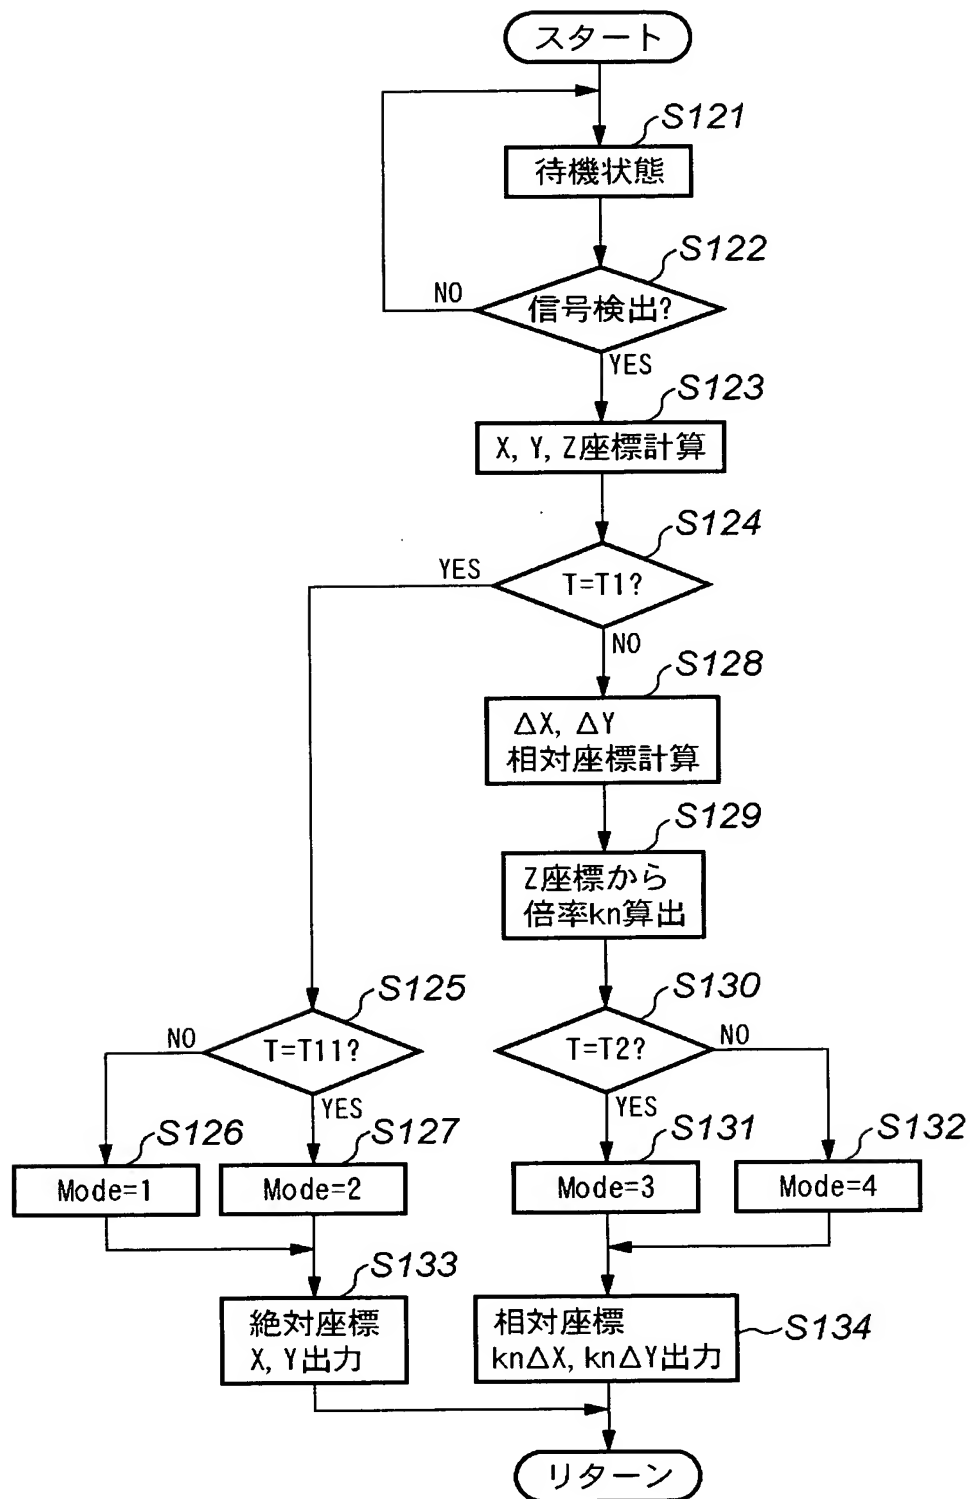 スタート
S121
待機状態
S122
信号検出?
NO
YES
S123
X, Y, Z座標計算
S124
T=T1?
YES
NO
S128
ΔX, ΔY
相対座標計算
S129
Z座標から
倍率kn算出
S125
T=T11?
NO
YES
S130
T=T2?
NO
YES
S126
Mode=1
S127
Mode=2
S131
Mode=3
S132
Mode=4
S133
絶対座標
X, Y出力
相対座標
knΔX, knΔY出力
S134
リターン